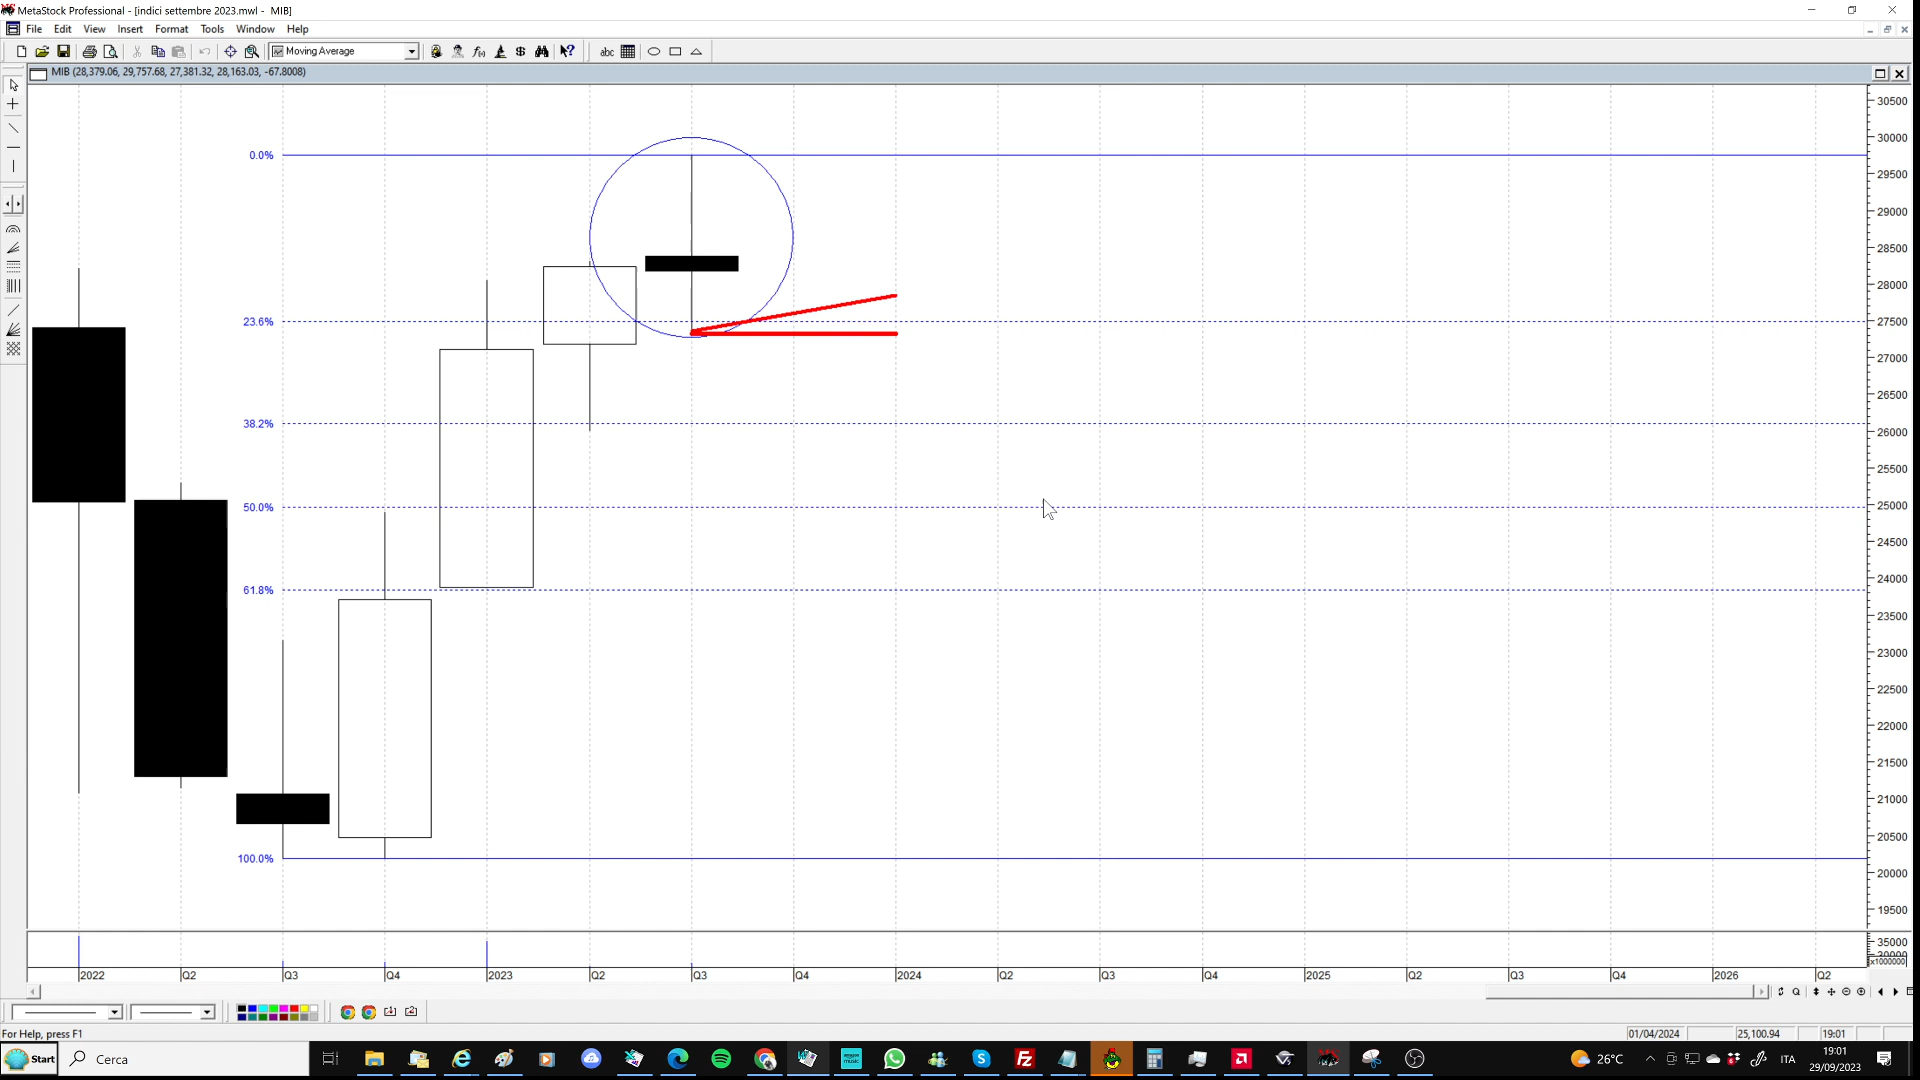 MetaStock Professional - [indici settembre 2023.mwl - MIB]
File Edit View Insert Format Tools Window Help
Moving Average
abc
MIB (28,379.06, 29,757.68, 27,381.32, 28,163.03, -67.8008)
0.0%
23.6%
38.2%
50.0%
61.8%
100.0%
30500
30000
29500
29000
28500
28000
27500
27000
26500
26000
25500
25000
24500
24000
23500
23000
22500
22000
21500
21000
20500
20000
19500
35000
x1000000
2022 Q2 Q3 Q4 2023 Q2 Q3 Q4 2024 Q2 Q3 Q4 2025 Q2 Q3 Q4 2026 Q2
For Help, press F1
01/04/2024 25,100.94 19:01
Start
Cerca
26°C
ITA
19:01
29/09/2023